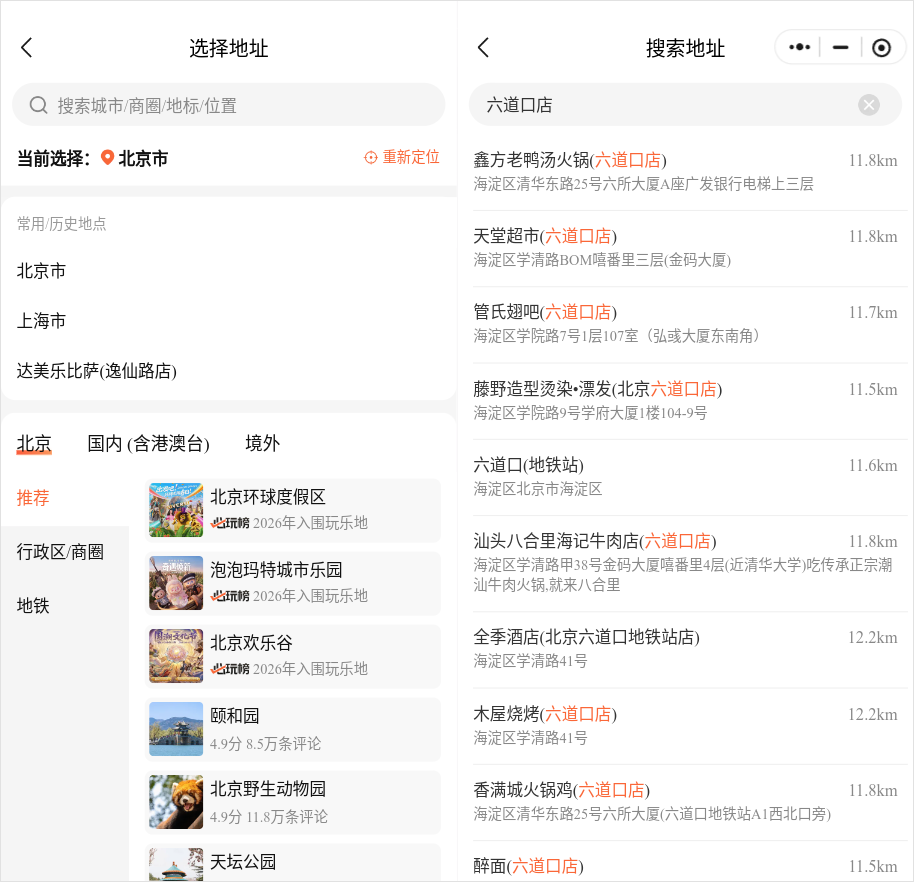 选择地址
搜索城市/商圈/地标/位置
当前选择： 北京市
重新定位
常用/历史地点
北京市
上海市
达美乐比萨(逸仙路店)
北京
国内 (含港澳台)
境外
推荐
行政区/商圈
地铁
北京环球度假区
必玩榜 2026年入围玩乐地
泡泡玛特城市乐园
必玩榜 2026年入围玩乐地
北京欢乐谷
必玩榜 2026年入围玩乐地
颐和园
4.9分 8.5万条评论
北京野生动物园
4.9分 11.8万条评论
天坛公园
搜索地址
六道口店
鑫方老鸭汤火锅(六道口店)
11.8km
海淀区清华东路25号六所大厦A座广发银行电梯上三层
天堂超市(六道口店)
11.8km
海淀区学清路BOM嘻番里三层(金码大厦)
管氏翅吧(六道口店)
11.7km
海淀区学院路7号1层107室（弘彧大厦东南角）
藤野造型烫染•漂发(北京六道口店)
11.5km
海淀区学院路9号学府大厦1楼104-9号
六道口(地铁站)
11.6km
海淀区北京市海淀区
汕头八合里海记牛肉店(六道口店)
11.8km
海淀区学清路甲38号金码大厦嘻番里4层(近清华大学)吃传承正宗潮
汕牛肉火锅,就来八合里
全季酒店(北京六道口地铁站店)
12.2km
海淀区学清路41号
木屋烧烤(六道口店)
12.2km
海淀区学清路41号
香满城火锅鸡(六道口店)
11.8km
海淀区清华东路25号六所大厦(六道口地铁站A1西北口旁)
醉面(六道口店)
11.5km